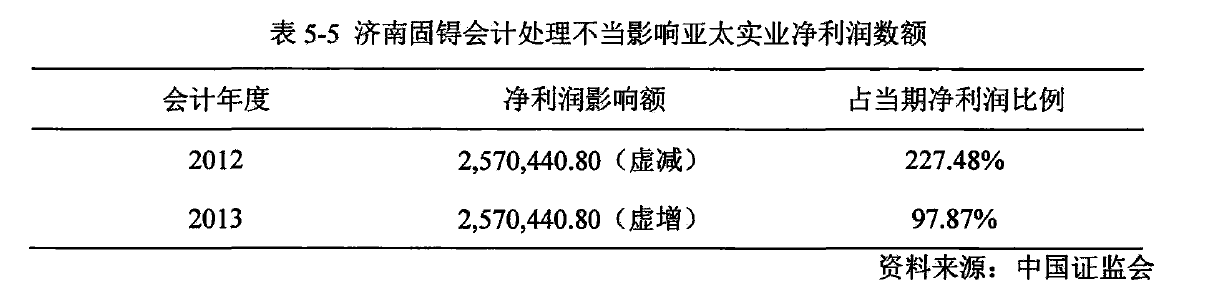 表 5-5 济南固锝会计处理不当影响亚太实业净利润数额
会计年度 净利润影响额 占当期净利润比例
2012 2,570,440.80（虚减） 227.48%
2013 2,570,440.80（虚增） 97.87%
资料来源：中国证监会